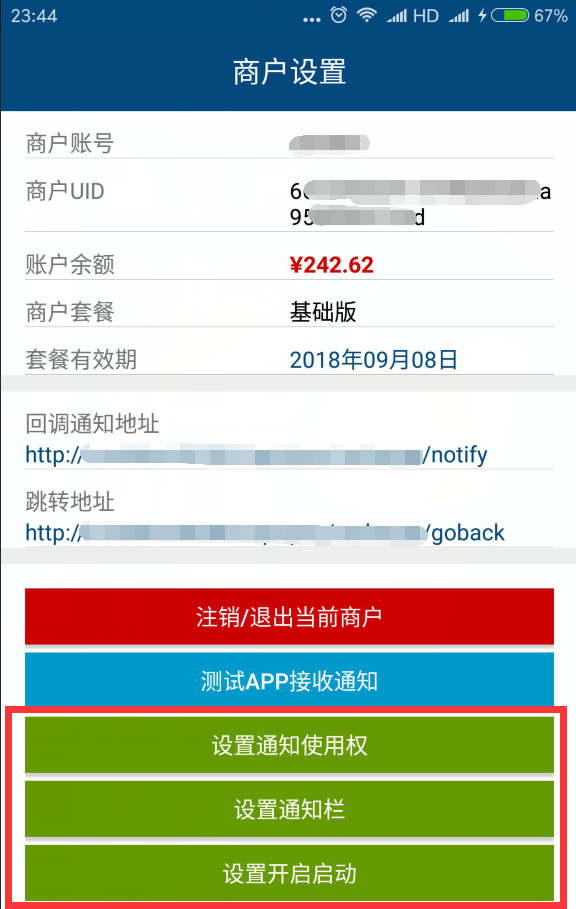 23:44
HD
67%
商户设置
商户账号
商户UID
6 a
95 d
账户余额
¥242.62
商户套餐
基础版
套餐有效期
2018年09月08日
回调通知地址
http:// /notify
跳转地址
http:// /goback
注销/退出当前商户
测试APP接收通知
设置通知使用权
设置通知栏
设置开启启动